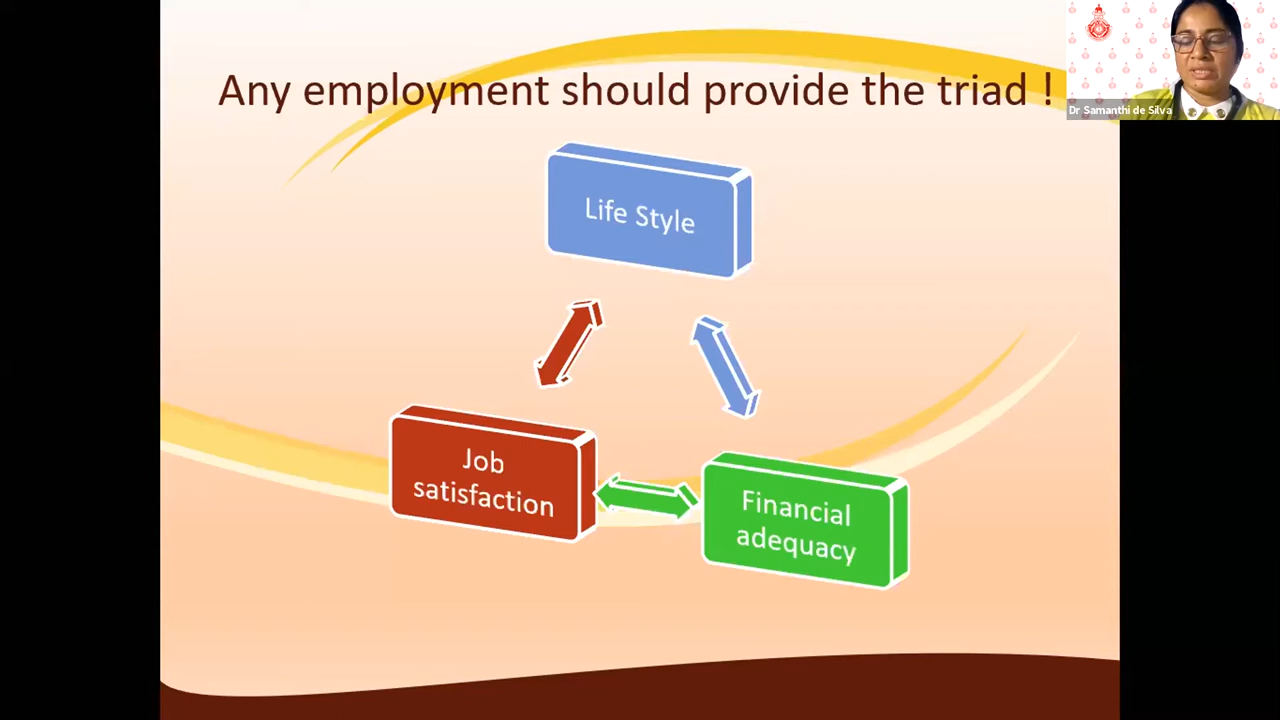 Any employment should provide the triad !
Dr Samanthi de Silva
Life Style
Job
satisfaction
Financial
adequacy